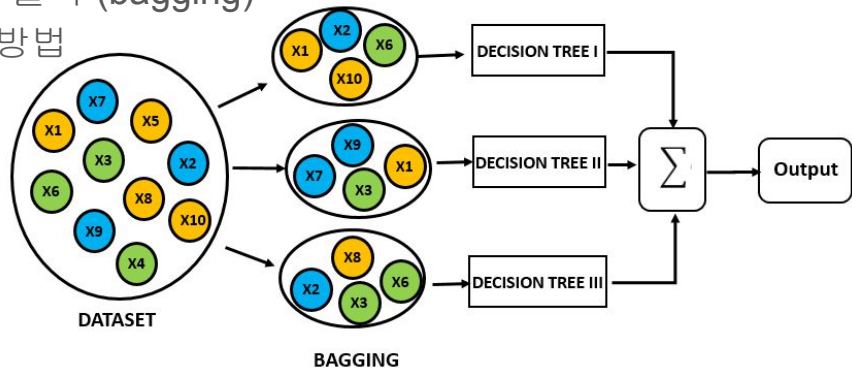 (bagging)
방법
X1
X2
X6
X10
DECISION TREE I
X7
X1
X5
X3
X2
X6
X8
X9
X10
X4
DATASET
X9
X7
X1
X3
DECISION TREE II
∑
Output
X8
X2
X6
X3
DECISION TREE III
BAGGING